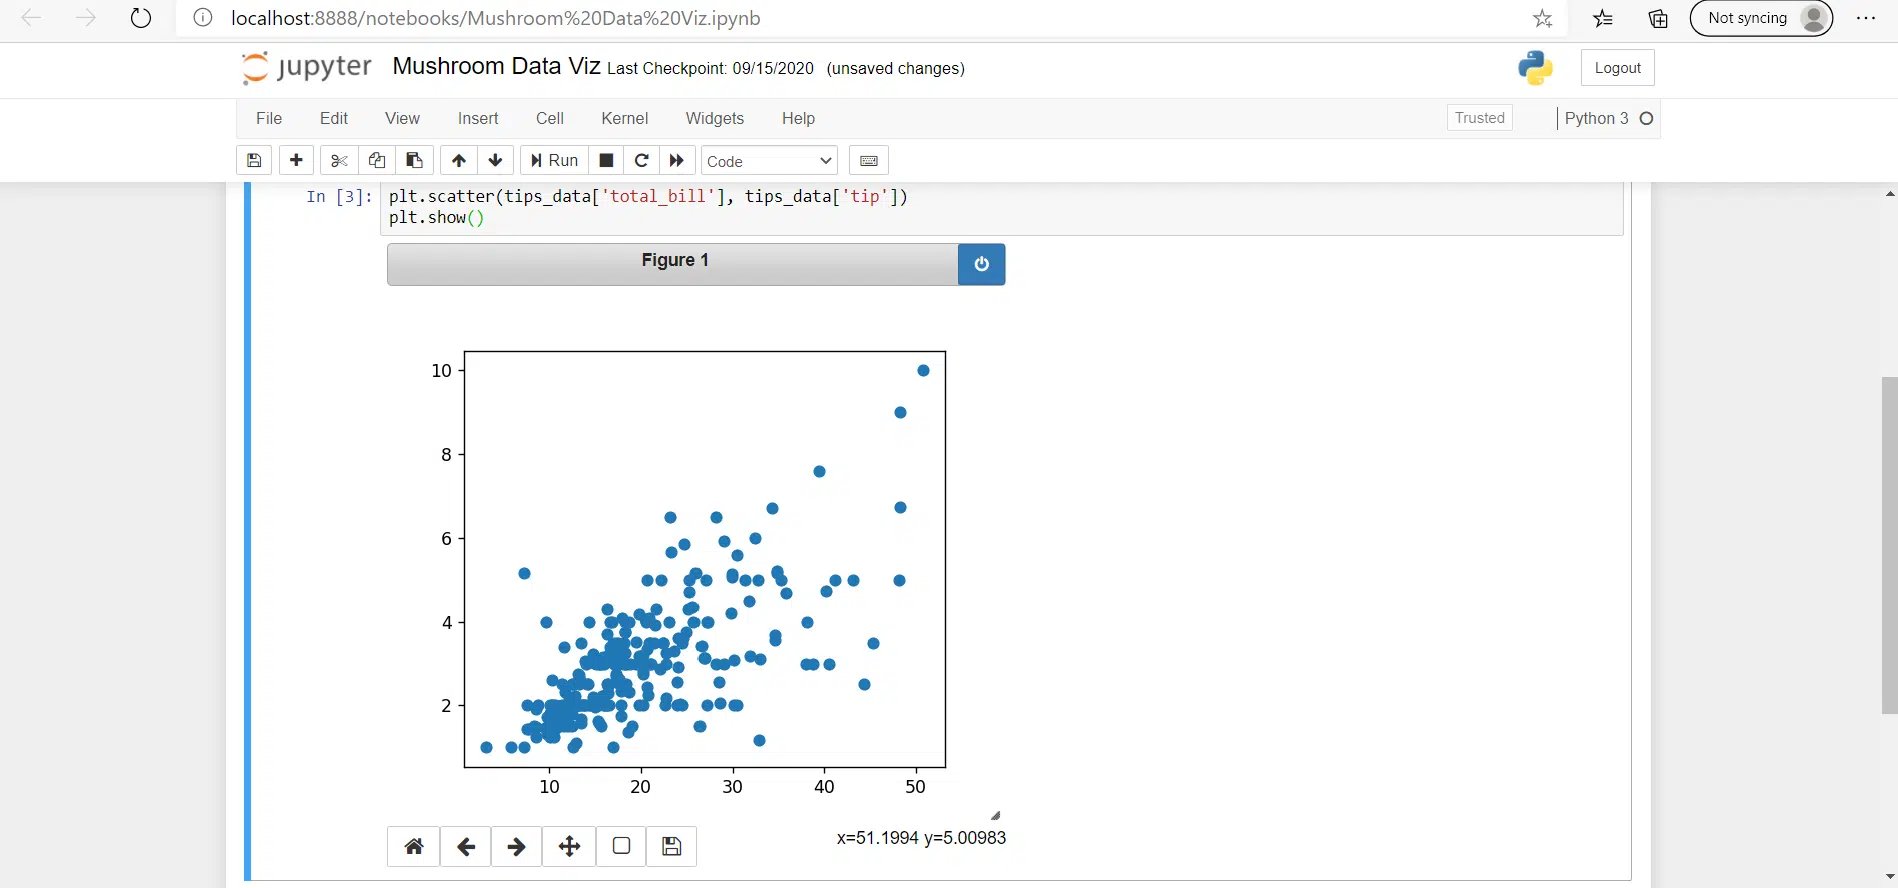 localhost:8888/notebooks/Mushroom%20Data%20Viz.ipynb
Not syncing
jupyter Mushroom Data Viz Last Checkpoint: 09/15/2020 (unsaved changes)
Logout
File Edit View Insert Cell Kernel Widgets Help
Trusted
Python 3
Run
Code
In [3]: plt.scatter(tips_data['total_bill'], tips_data['tip'])
plt.show()
Figure 1
10
8
6
4
2
10 20 30 40 50
x=51.1994 y=5.00983